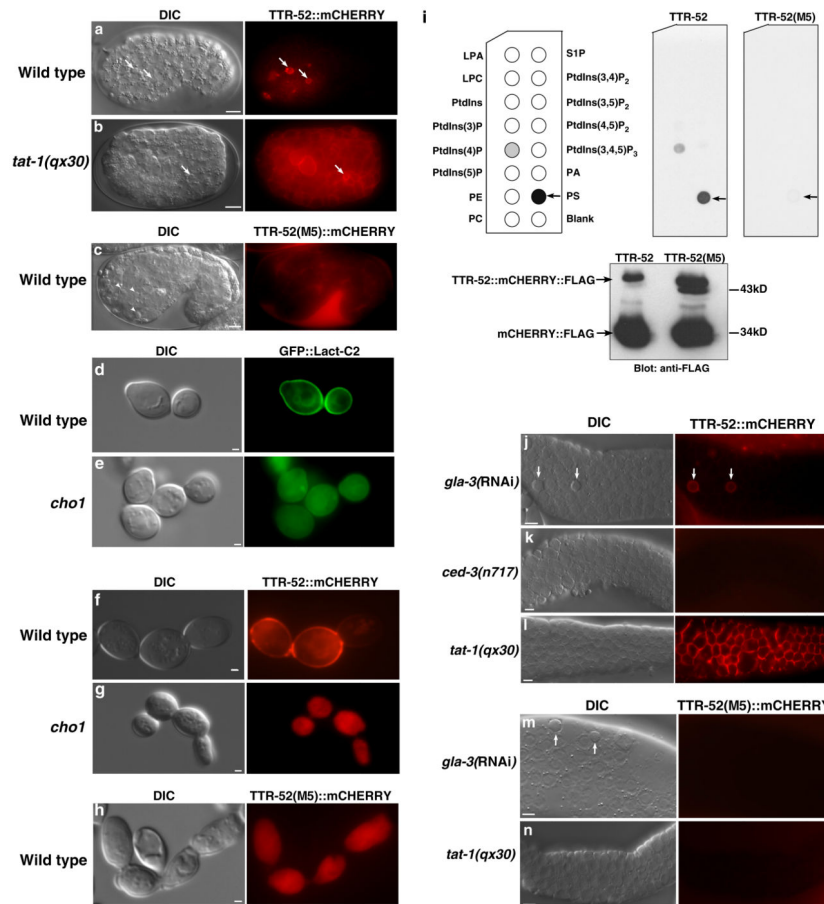 DIC TTR-52::mCHERRY
a
Wild type
b
tat-1(qx30)
DIC TTR-52(M5)::mCHERRY
c
Wild type
DIC GFP::Lact-C2
d
Wild type
e
cho1
DIC TTR-52::mCHERRY
f
Wild type
g
cho1
DIC TTR-52(M5)::mCHERRY
h
Wild type
i
TTR-52 TTR-52(M5)
LPA S1P
LPC PtdIns(3,4)P2
PtdIns PtdIns(3,5)P2
PtdIns(3)P PtdIns(4,5)P2
PtdIns(4)P PtdIns(3,4,5)P3
PtdIns(5)P PA
PE PS
PC Blank
TTR-52 TTR-52(M5)
TTR-52::mCHERRY::FLAG 43kD
mCHERRY::FLAG 34kD
Blot: anti-FLAG
DIC TTR-52::mCHERRY
j
gla-3(RNAi)
k
ced-3(n717)
l
tat-1(qx30)
DIC TTR-52(M5)::mCHERRY
m
gla-3(RNAi)
n
tat-1(qx30)